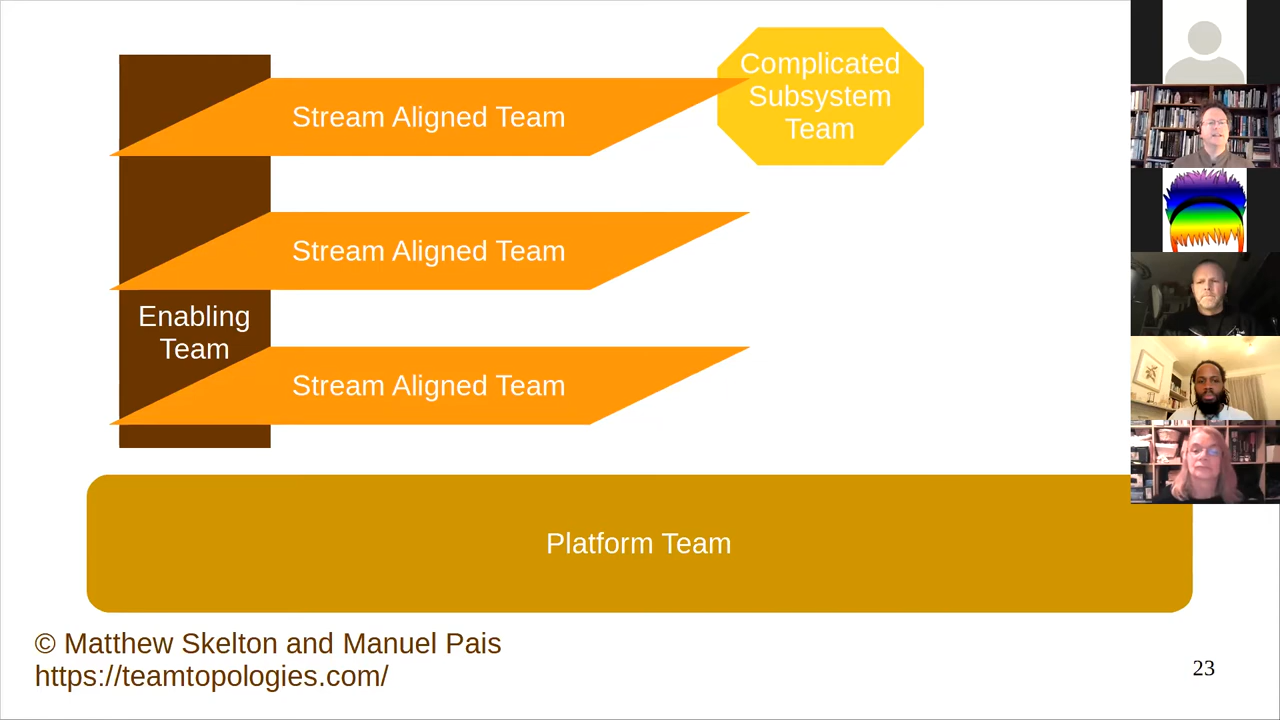 Complicated
Subsystem
Team
Stream Aligned Team
Stream Aligned Team
Enabling
Team
Stream Aligned Team
Platform Team
© Matthew Skelton and Manuel Pais
https://teamtopologies.com/
23